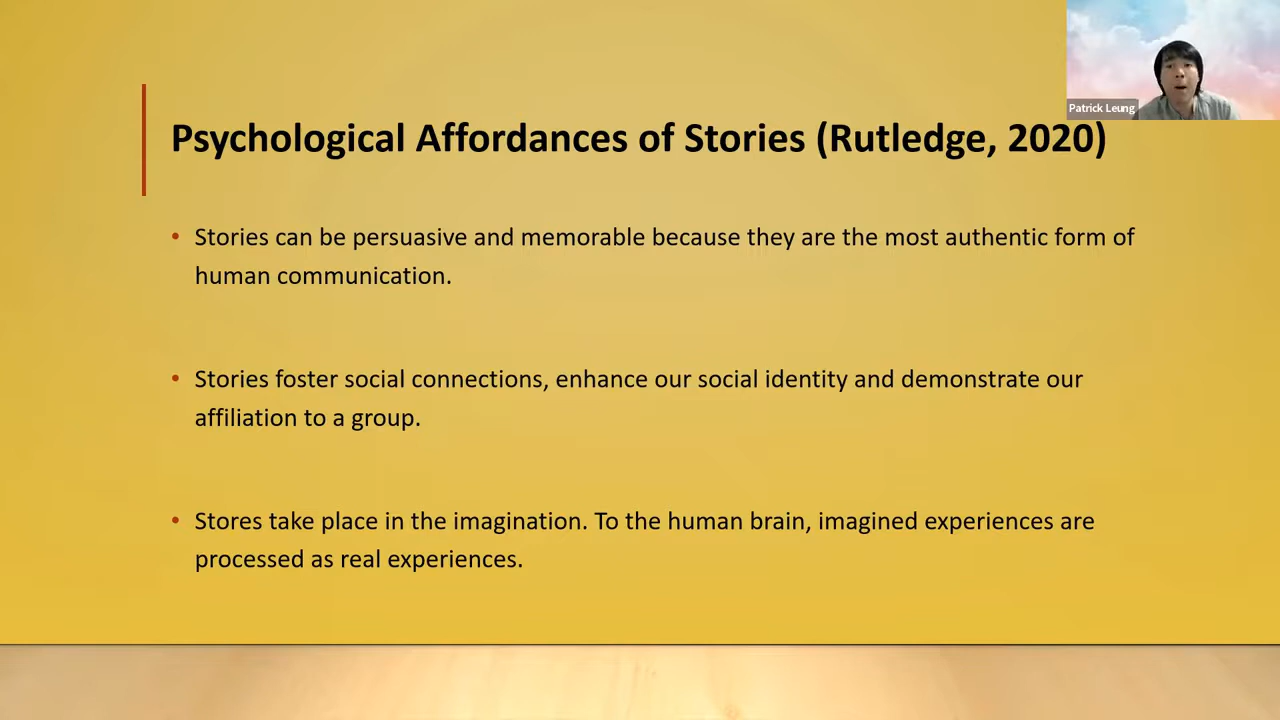 Patrick Leung
Psychological Affordances of Stories (Rutledge, 2020)
• Stories can be persuasive and memorable because they are the most authentic form of
human communication.
• Stories foster social connections, enhance our social identity and demonstrate our
affiliation to a group.
• Stores take place in the imagination. To the human brain, imagined experiences are
processed as real experiences.